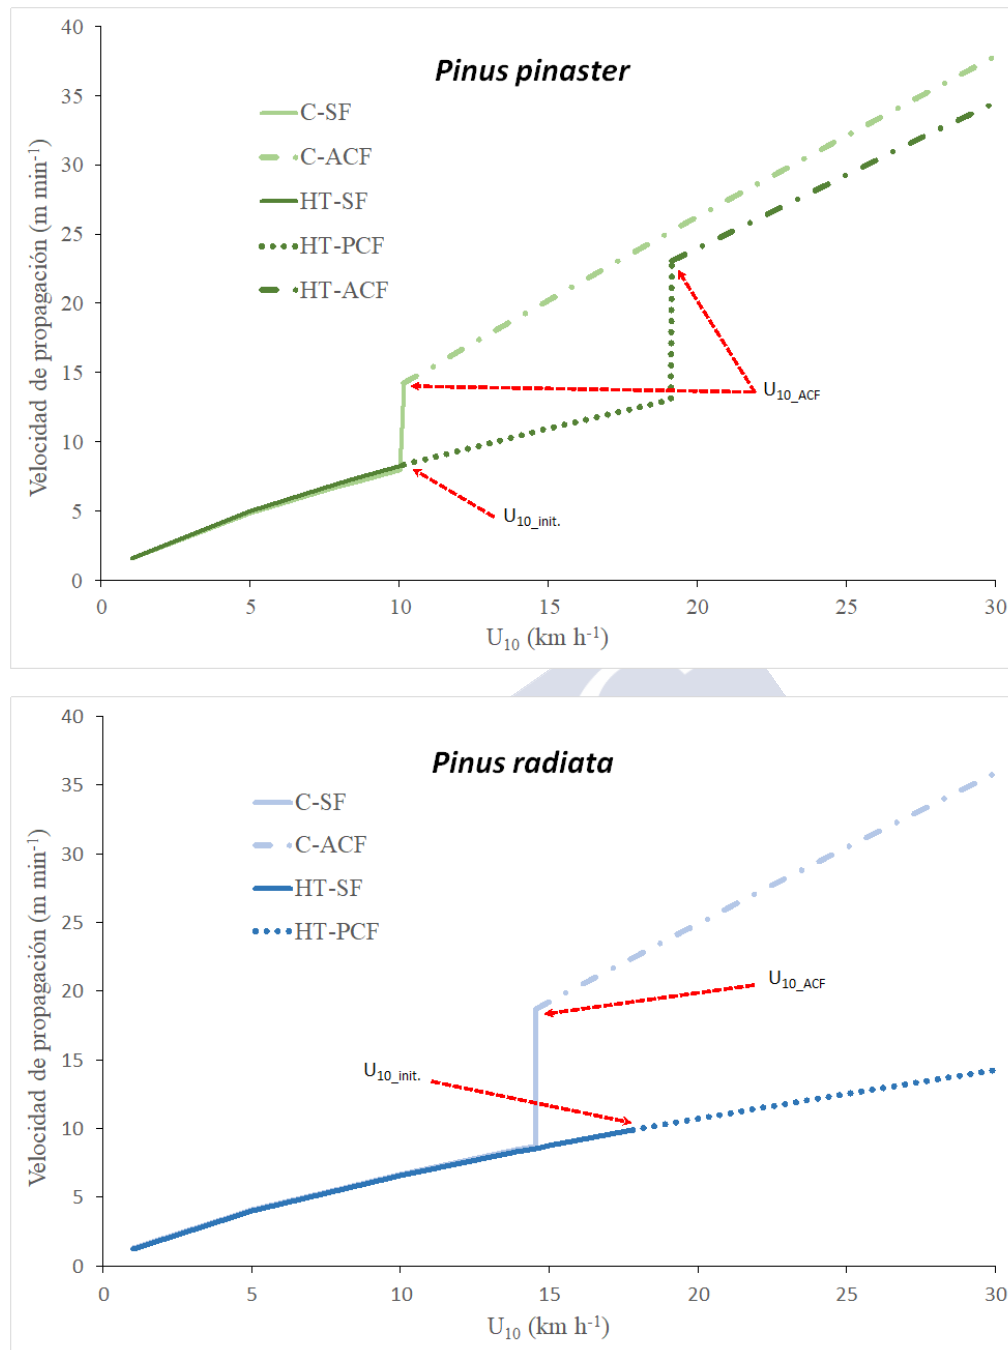 Pinus pinaster
C-SF
C-ACF
HT-SF
HT-PCF
HT-ACF
Velocidad de propagación (m min⁻¹)
40
35
30
25
20
15
10
5
0
U₁₀_ACF
U₁₀_init.
0 5 10 15 20 25 30
U₁₀ (km h⁻¹)
Pinus radiata
C-SF
C-ACF
HT-SF
HT-PCF
Velocidad de propagación (m min⁻¹)
40
35
30
25
20
15
10
5
0
U₁₀_ACF
U₁₀_init.
0 5 10 15 20 25 30
U₁₀ (km h⁻¹)